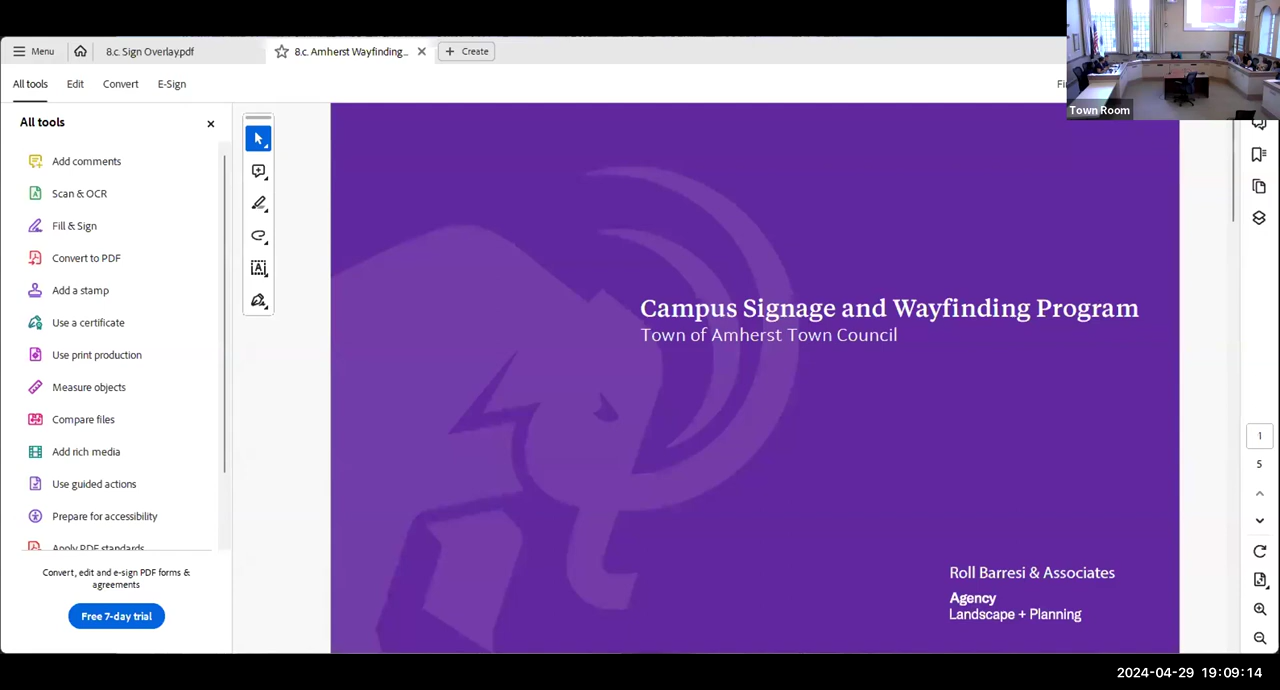 Menu
8.c. Sign Overlay.pdf
8.c. Amherst Wayfinding...
Create
All tools
Edit
Convert
E-Sign
Town Room
All tools
Add comments
Scan & OCR
Fill & Sign
Convert to PDF
Add a stamp
Use a certificate
Use print production
Measure objects
Compare files
Add rich media
Use guided actions
Prepare for accessibility
Apply PDF standards
Convert, edit and e-sign PDF forms &
agreements
Free 7-day trial
Campus Signage and Wayfinding Program
Town of Amherst Town Council
Roll Barresi & Associates
Agency
Landscape + Planning
1
5
2024-04-29 19:09:14